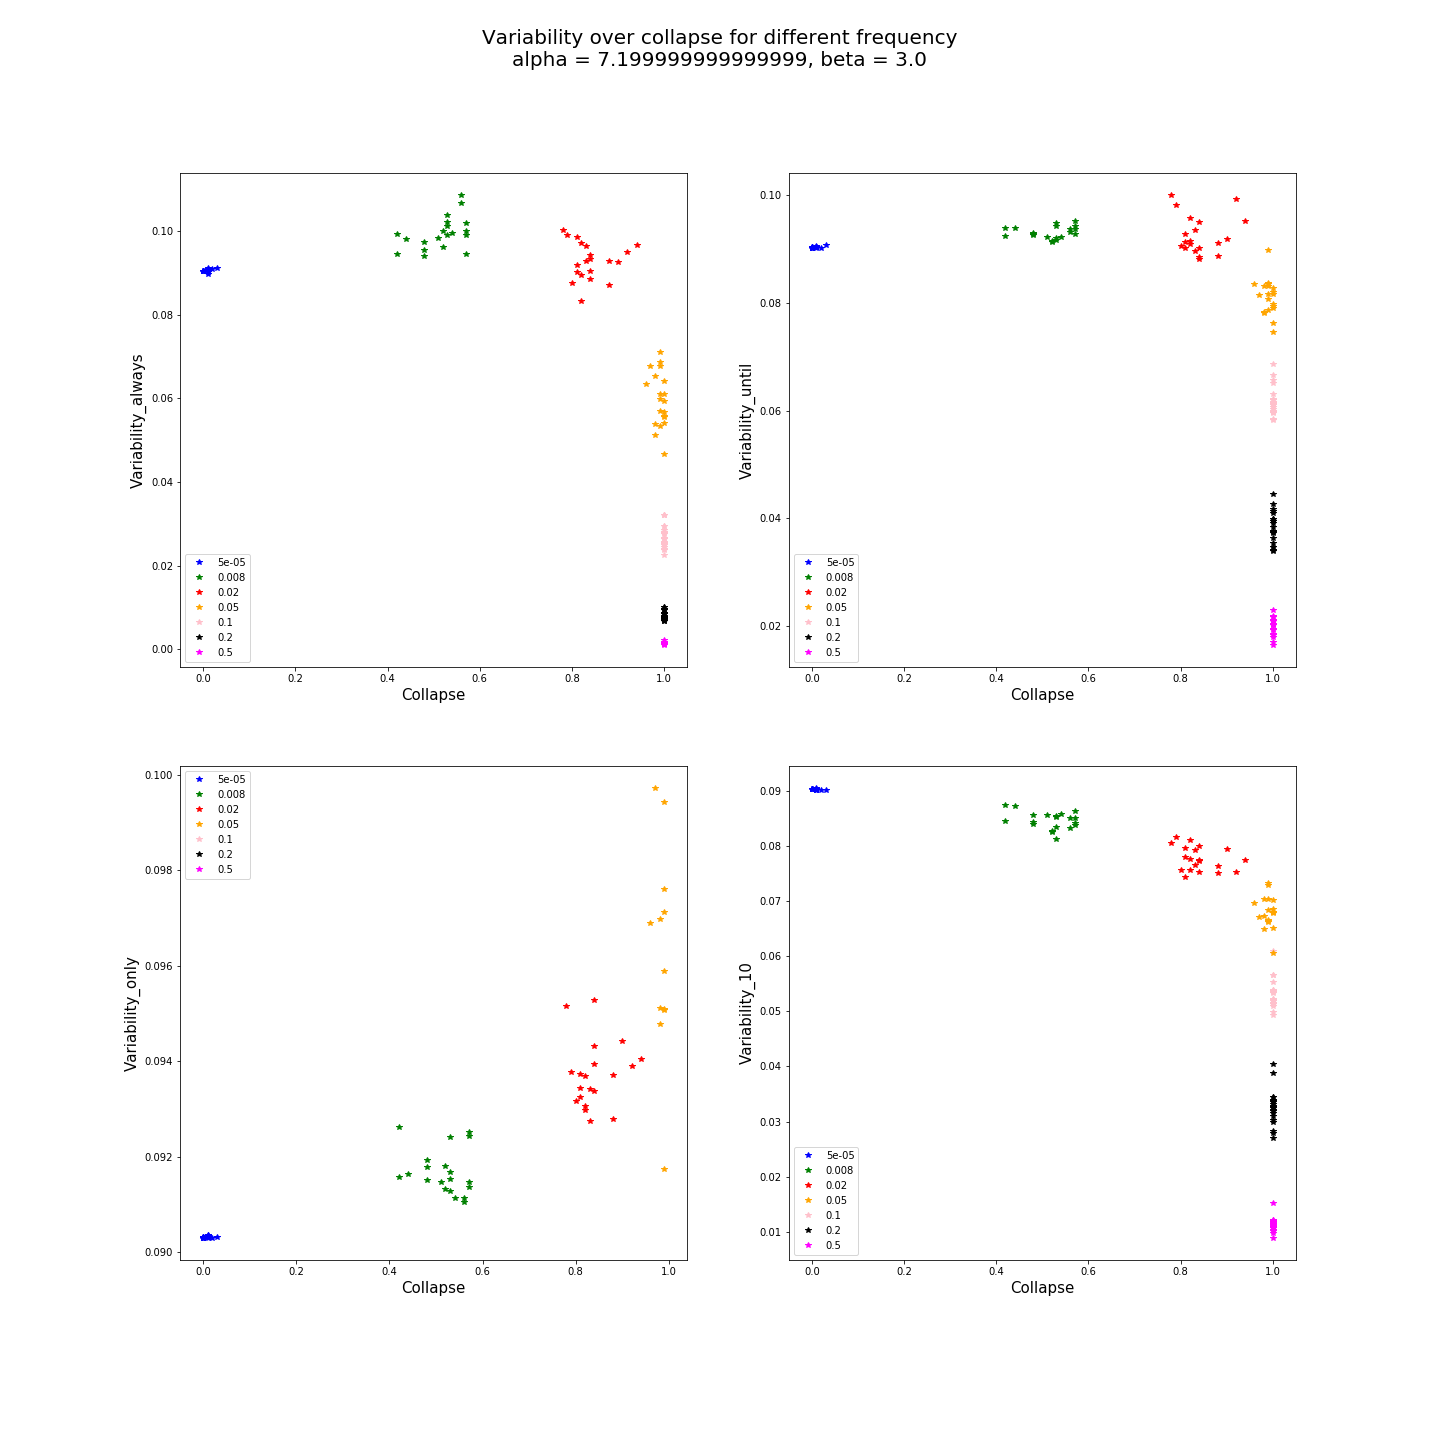 Variability over collapse for different frequency
alpha = 7.199999999999999, beta = 3.0
Variability_always
0.10
0.08
0.06
0.04
0.02
0.00
5e-05
0.008
0.02
0.05
0.1
0.2
0.5
0.0 0.2 0.4 0.6 0.8 1.0
Collapse
Variability_until
0.10
0.08
0.06
0.04
0.02
5e-05
0.008
0.02
0.05
0.1
0.2
0.5
0.0 0.2 0.4 0.6 0.8 1.0
Collapse
Variability_only
0.100
0.098
0.096
0.094
0.092
0.090
5e-05
0.008
0.02
0.05
0.1
0.2
0.5
0.0 0.2 0.4 0.6 0.8 1.0
Collapse
Variability_10
0.09
0.08
0.07
0.06
0.05
0.04
0.03
0.02
0.01
5e-05
0.008
0.02
0.05
0.1
0.2
0.5
0.0 0.2 0.4 0.6 0.8 1.0
Collapse